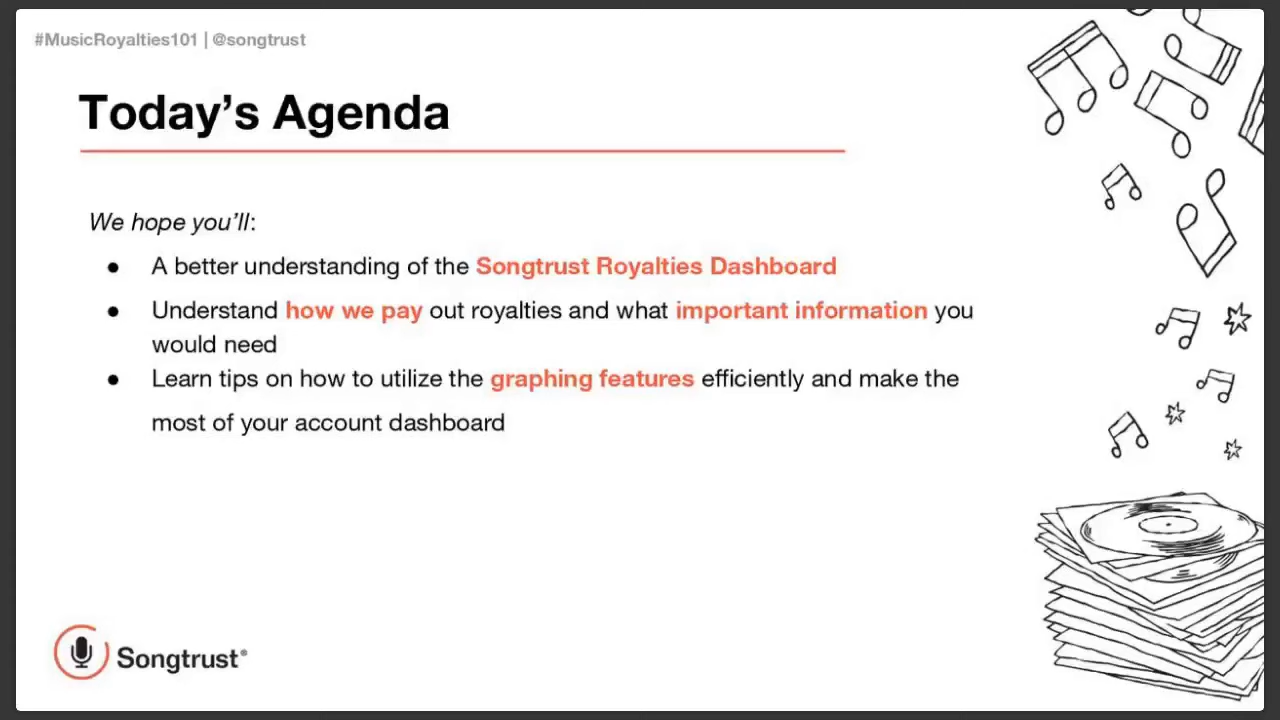 #MusicRoyalties101 | @songtrust
Today’s Agenda
We hope you’ll:
● A better understanding of the Songtrust Royalties Dashboard
● Understand how we pay out royalties and what important information you
would need
● Learn tips on how to utilize the graphing features efficiently and make the
most of your account dashboard
Songtrust®